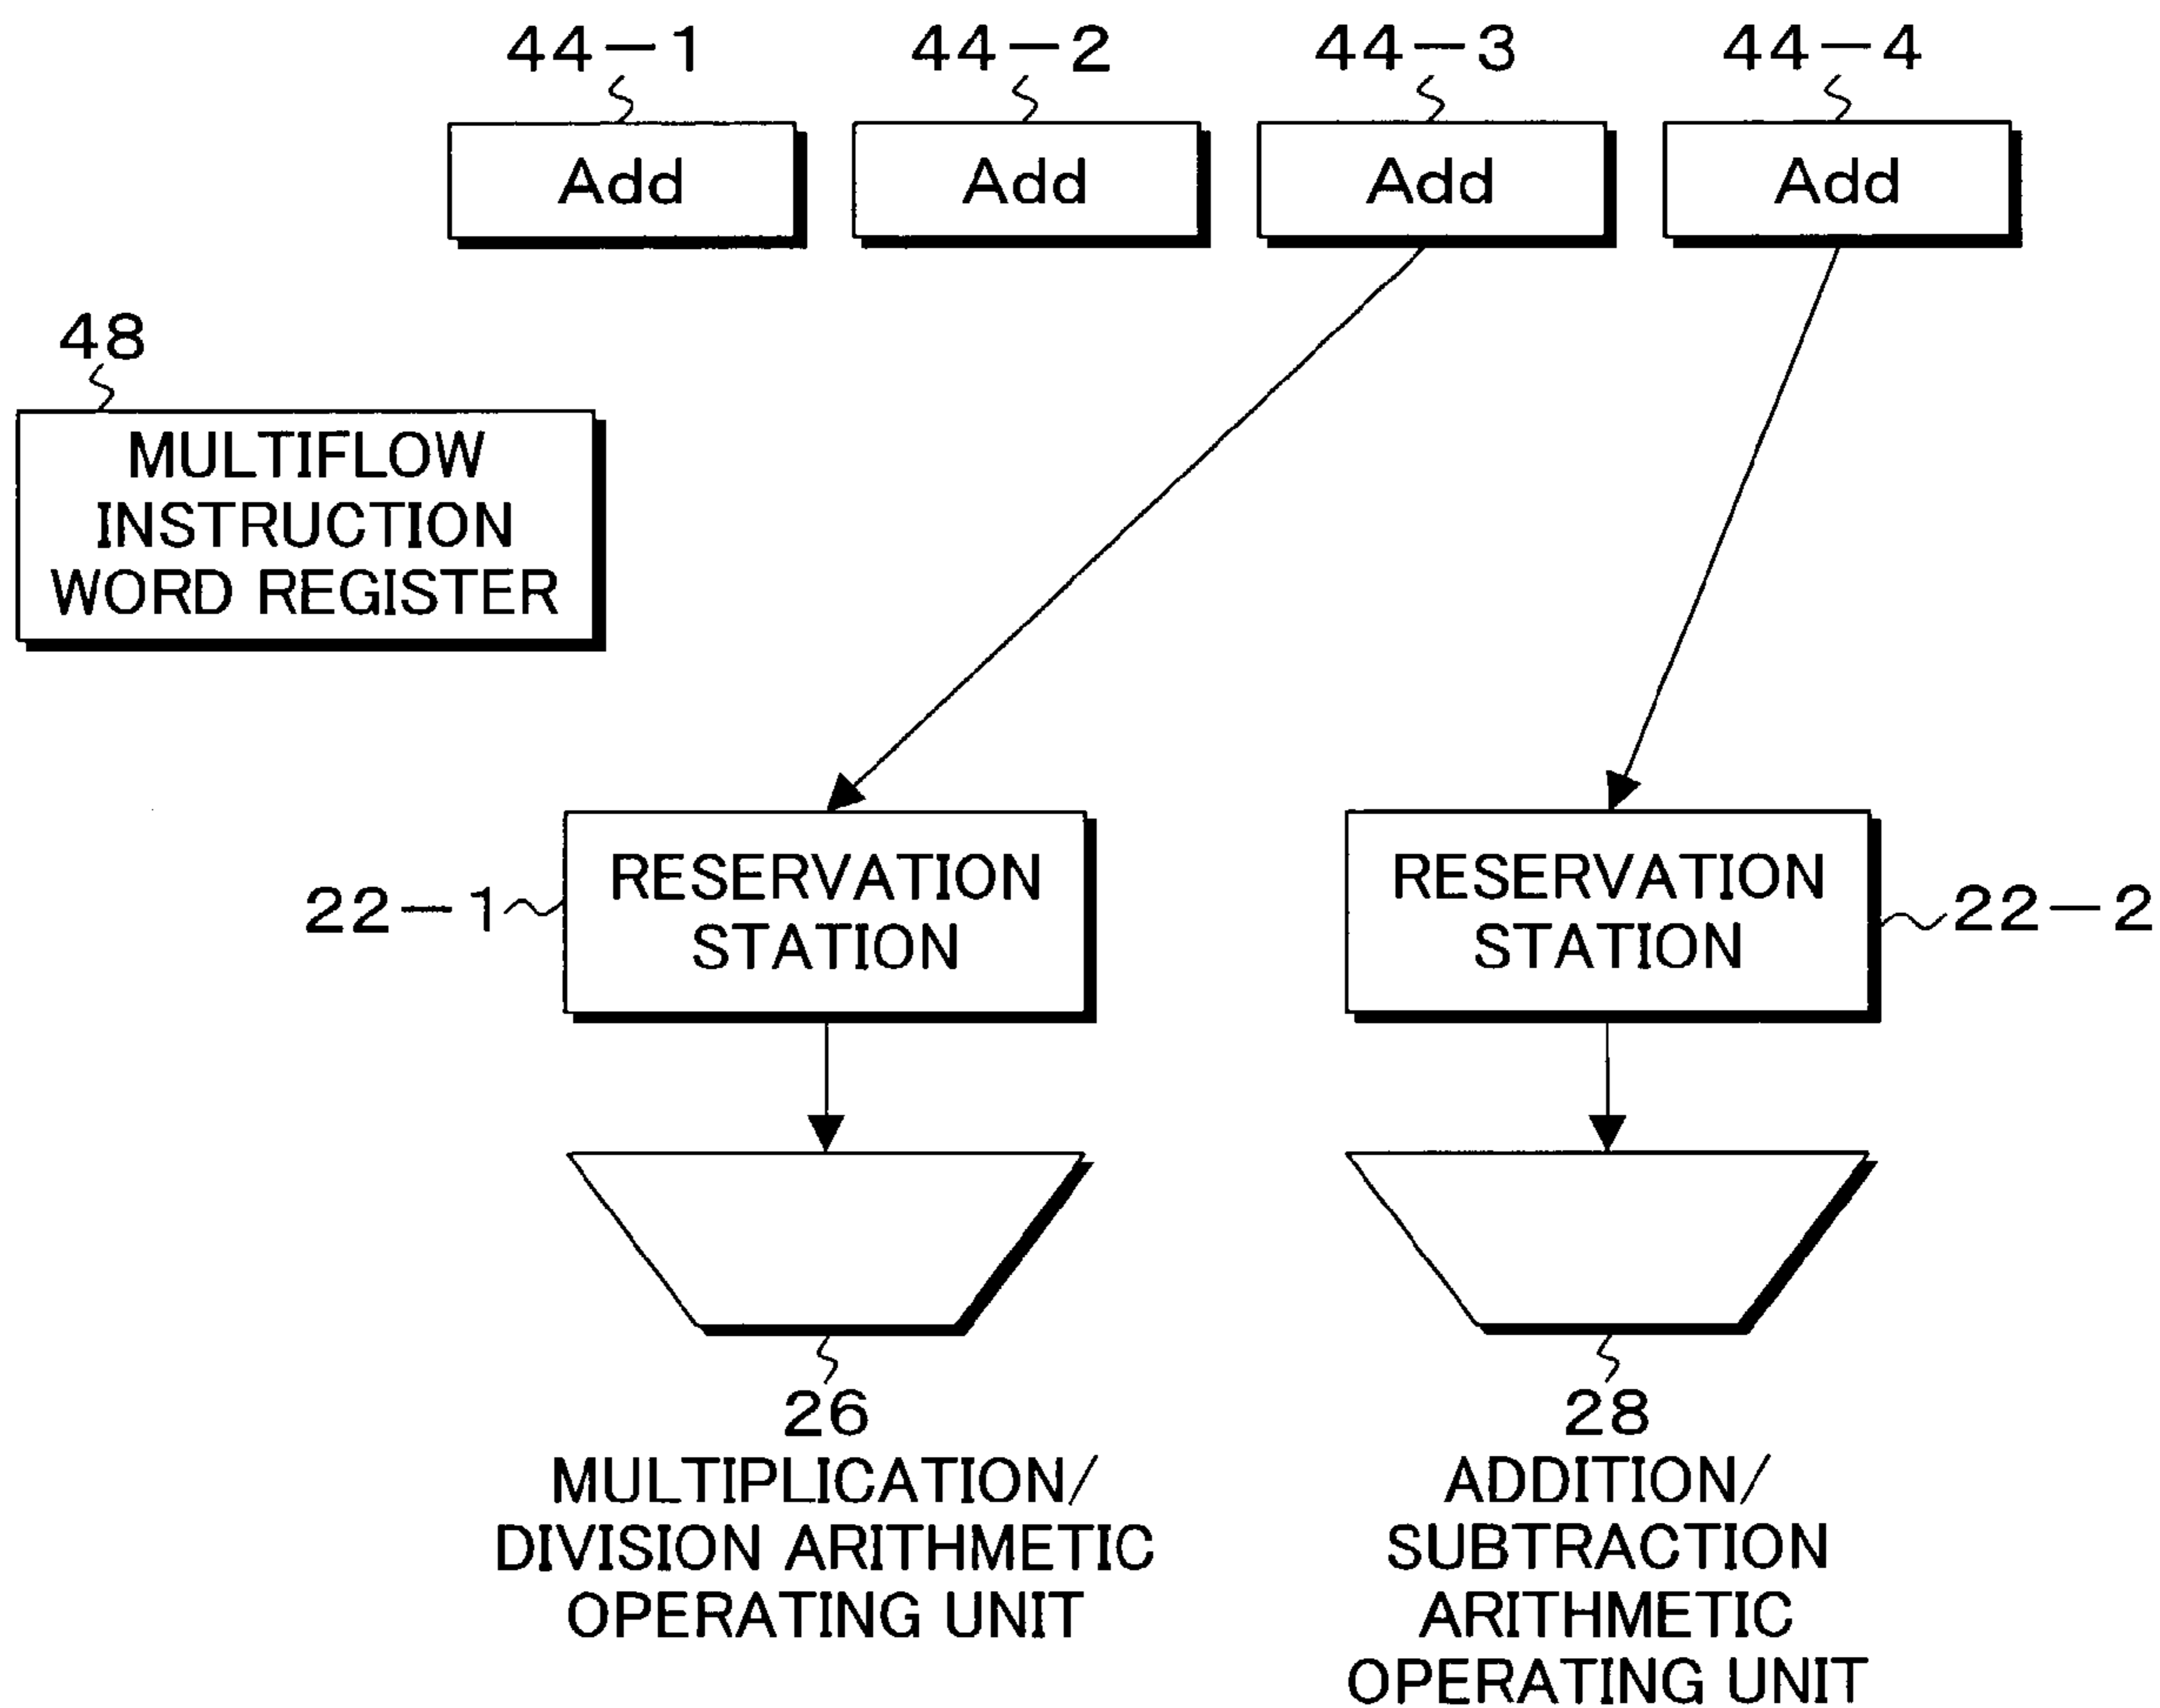 44-1 44-2 44-3 44-4
Add Add Add Add
48
MULTIFLOW
INSTRUCTION
WORD REGISTER
22-1
RESERVATION
STATION
RESERVATION
STATION
22-2
26
MULTIPLICATION/
DIVISION ARITHMETIC
OPERATING UNIT
28
ADDITION/
SUBTRACTION
ARITHMETIC
OPERATING UNIT